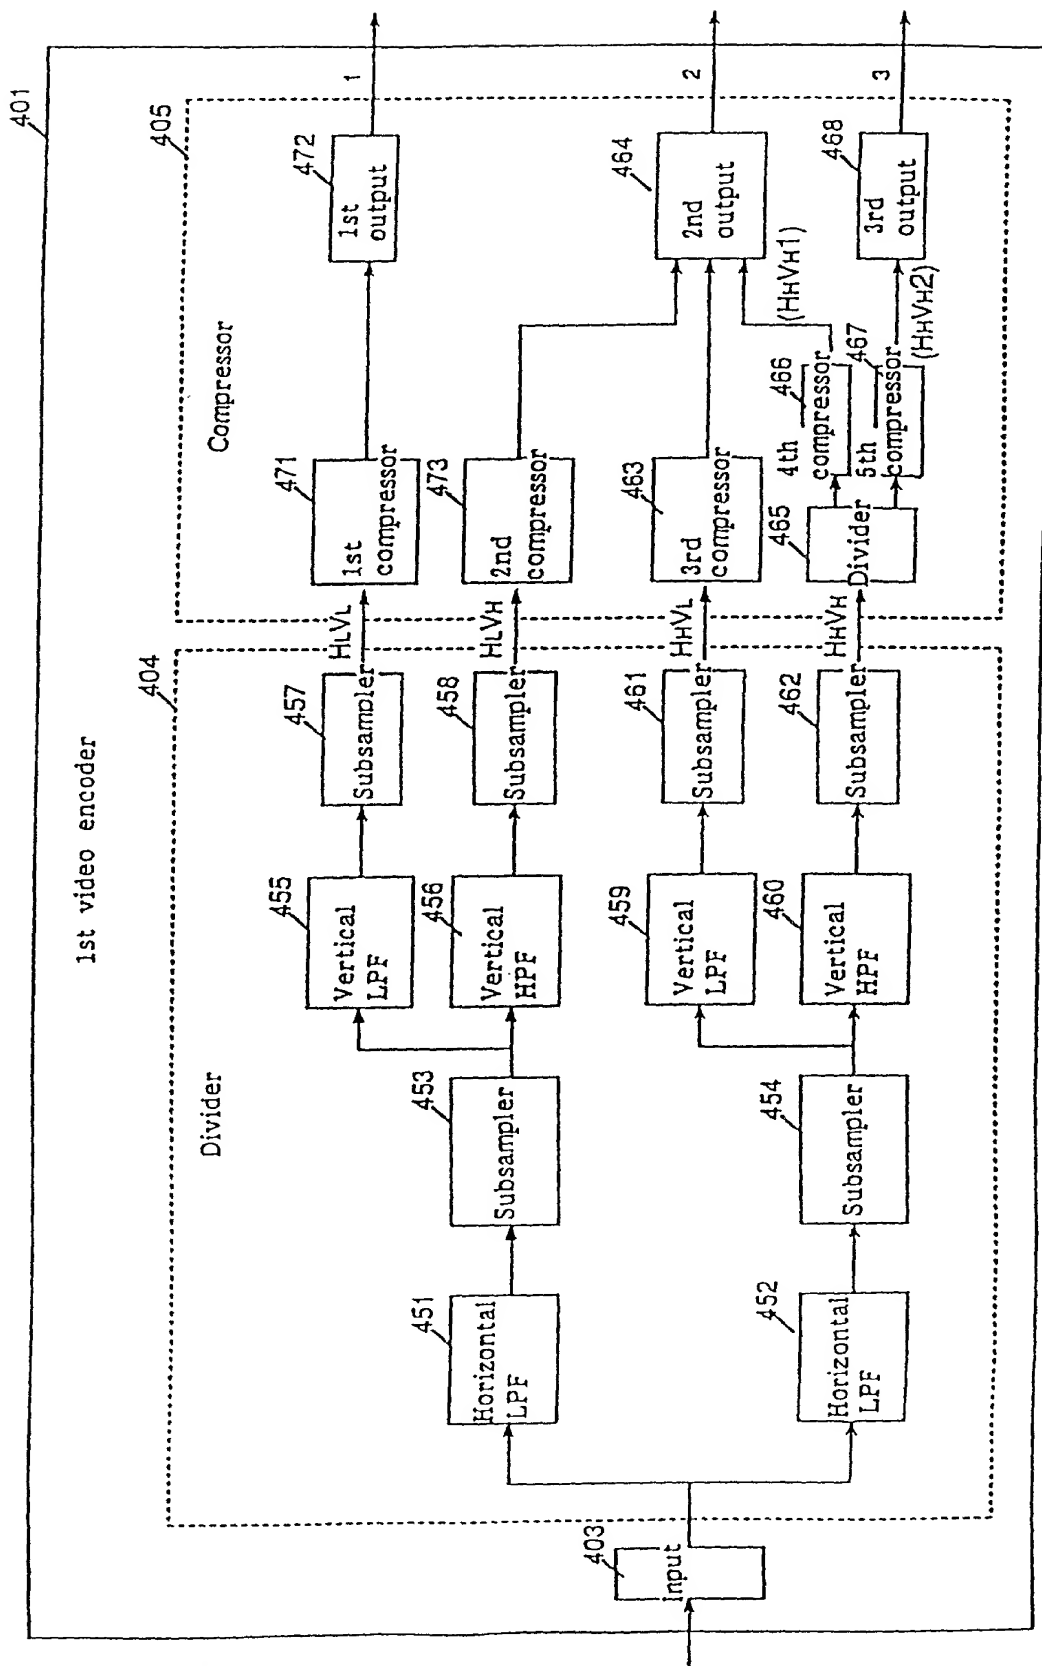 401
1st video encoder
404
405
Divider
Compressor
403
input
451
Horizontal
LPF
452
Horizontal
LPF
453
Subsampler
454
Subsampler
455
Vertical
LPF
456
Vertical
HPF
459
Vertical
LPF
460
Vertical
HPF
457
Subsampler
458
Subsampler
461
Subsampler
462
Subsampler
HLVL
HLVH
HHVL
HHVH
471
1st
compressor
473
2nd
compressor
463
3rd
compressor
465
Divider
466
4th
compressor
467
5th
compressor
(HHVH1)
(HHVH2)
472
1st
output
464
2nd
output
468
3rd
output
1
2
3